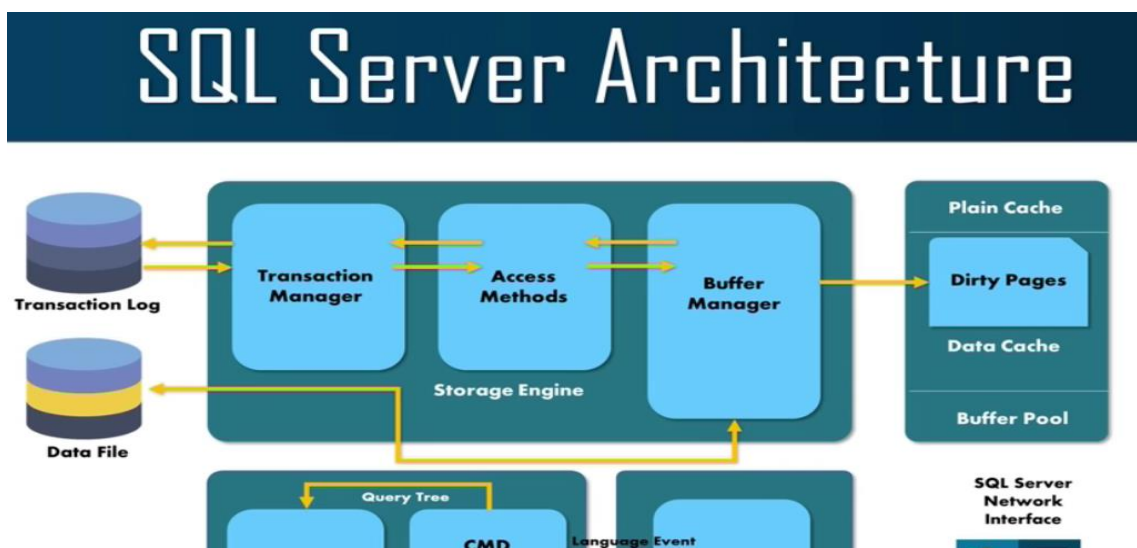 SQL Server Architecture
Plain Cache
Transaction
Manager
Access
Methods
Buffer
Manager
Dirty Pages
Transaction Log
Data Cache
Storage Engine
Buffer Pool
Data File
SQL Server
Network
Interface
Query Tree
CMD
Language Event